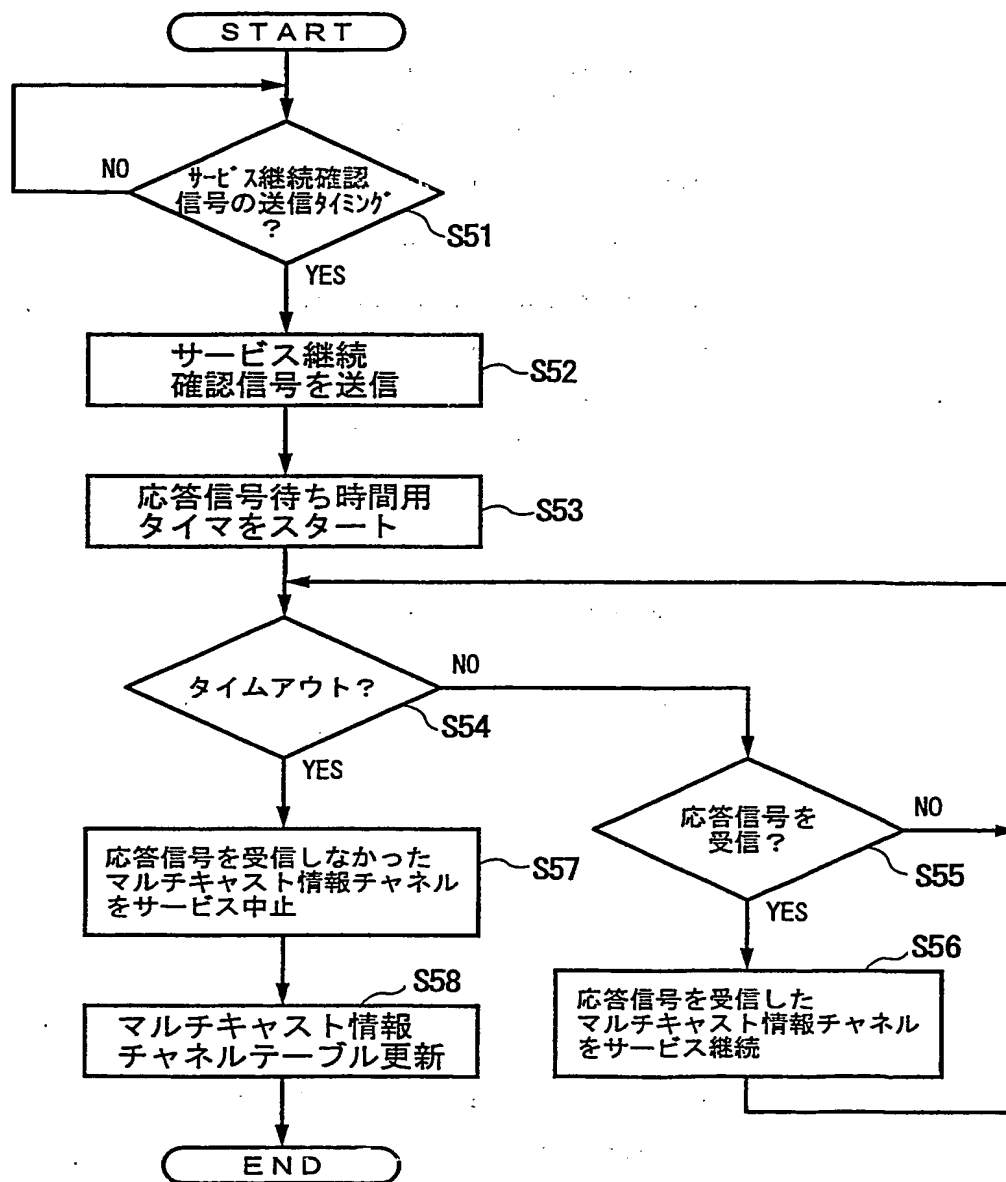 START
NO
サービス継続確認
信号の送信タイミング
?
S51
YES
サービス継続
確認信号を送信
S52
応答信号待ち時間用
タイマをスタート
S53
タイムアウト?
NO
S54
YES
応答信号を
受信?
NO
S55
YES
応答信号を受信しなかった
マルチキャスト情報チャネル
をサービス中止
S57
S56
応答信号を受信した
マルチキャスト情報チャネル
をサービス継続
S58
マルチキャスト情報
チャネルテーブル更新
END